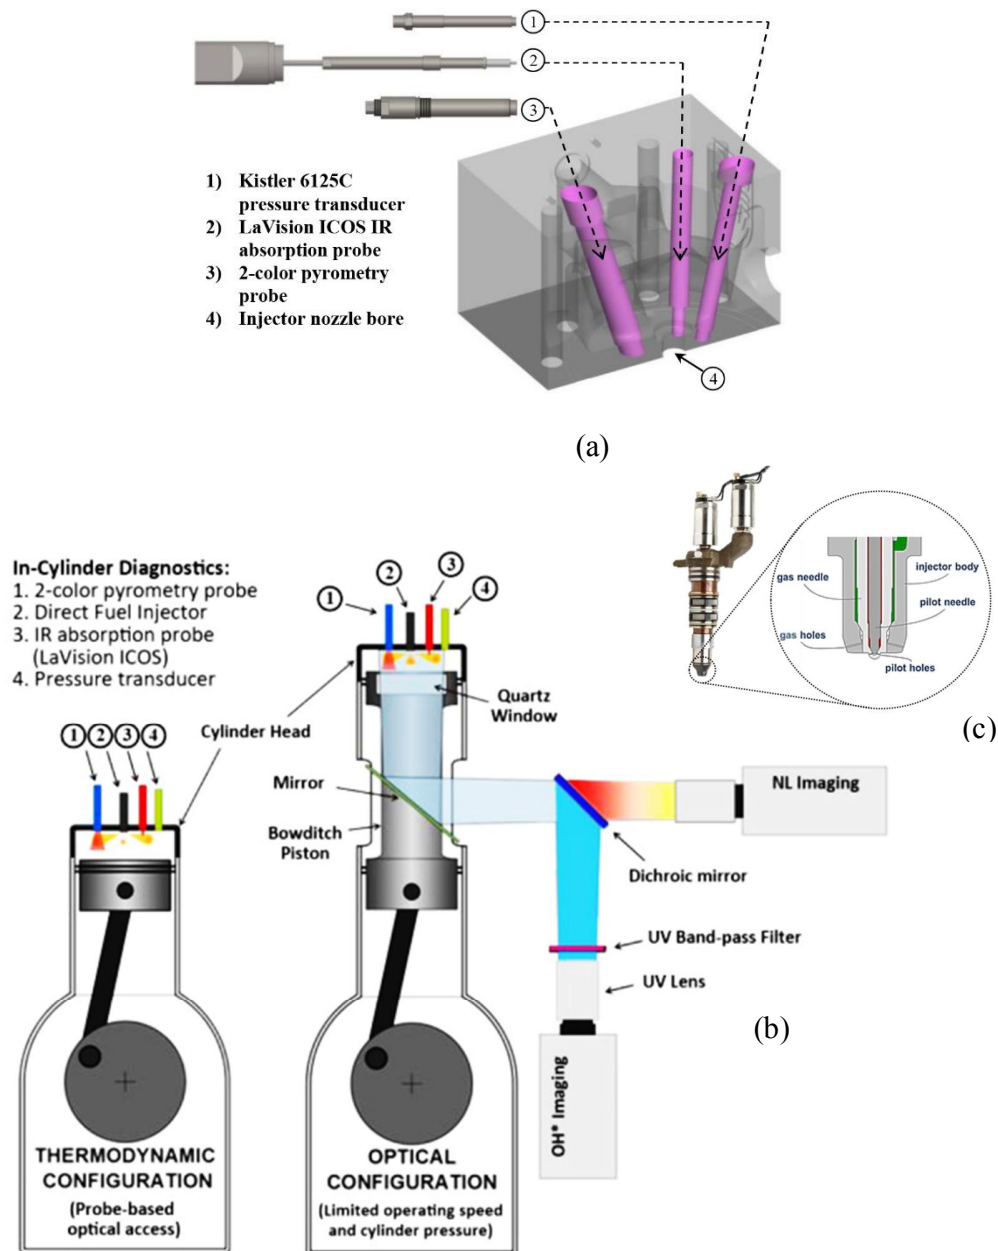 1
2
3
1) Kistler 6125C
pressure transducer
2) LaVision ICOS IR
absorption probe
3) 2-color pyrometry
probe
4) Injector nozzle bore
4
(a)
In-Cylinder Diagnostics:
1. 2-color pyrometry probe
2. Direct Fuel Injector
3. IR absorption probe
(LaVision ICOS)
4. Pressure transducer
1
2
3
4
Cylinder Head
1
2
3
4
Quartz
Window
Mirror
Bowditch
Piston
NL Imaging
Dichroic mirror
UV Band-pass Filter
UV Lens
OH* Imaging
(b)
gas needle
injector body
pilot needle
gas holes
pilot holes
(c)
THERMODYNAMIC
CONFIGURATION
(Probe-based
optical access)
OPTICAL
CONFIGURATION
(Limited operating speed
and cylinder pressure)